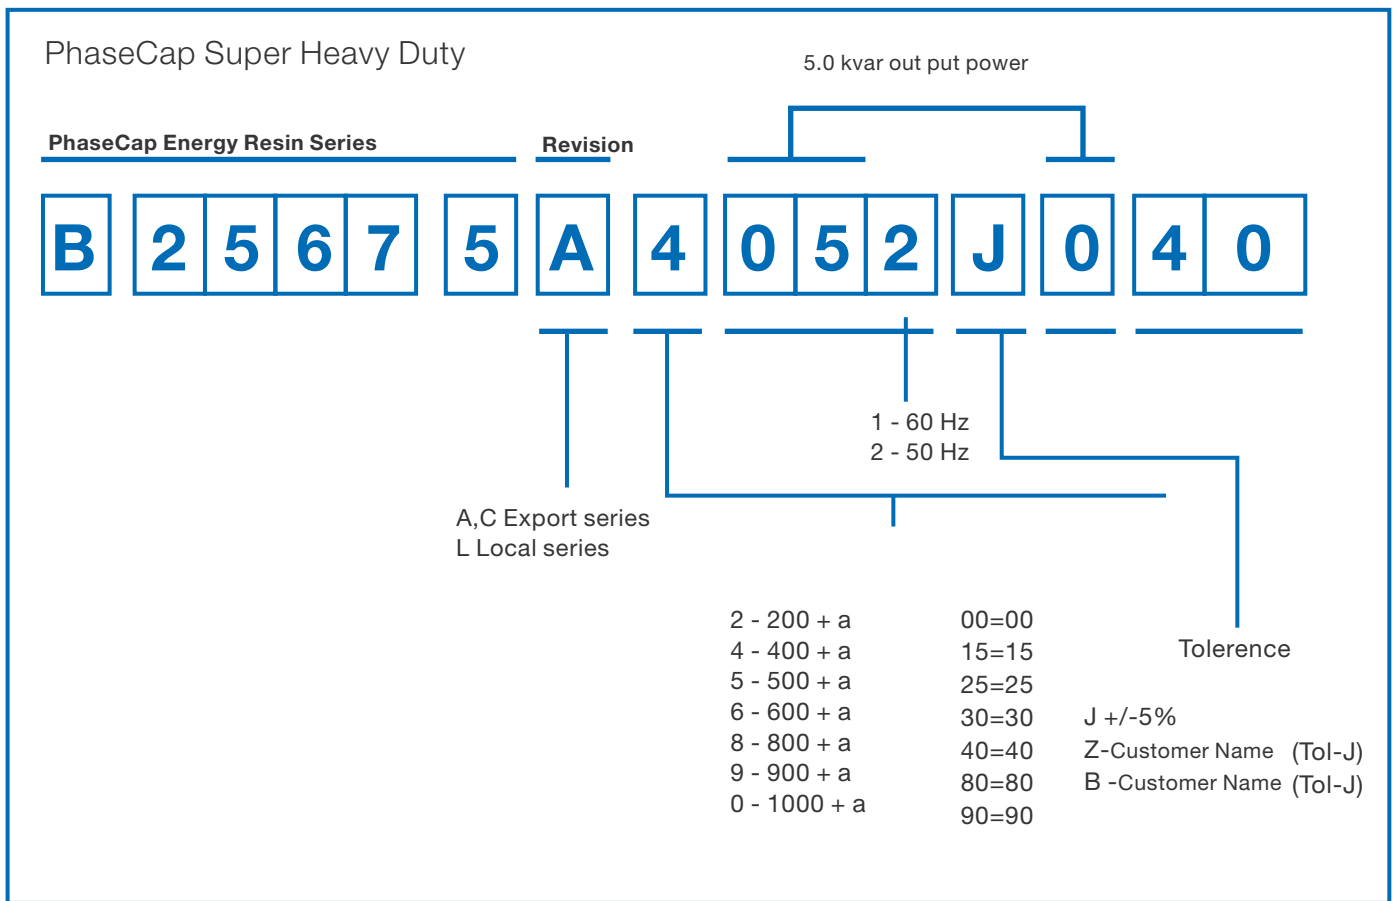 PhaseCap Super Heavy Duty
5.0 kvar out put power
PhaseCap Energy Resin Series
Revision
B 2 5 6 7 5 A 4 0 5 2 J 0 4 0
1 - 60 Hz
2 - 50 Hz
A,C Export series
L Local series
2 - 200 + a
4 - 400 + a
5 - 500 + a
6 - 600 + a
8 - 800 + a
9 - 900 + a
0 - 1000 + a
00=00
15=15
25=25
30=30
40=40
80=80
90=90
Tolerence
J +/-5%
Z-Customer Name (Tol-J)
B -Customer Name (Tol-J)